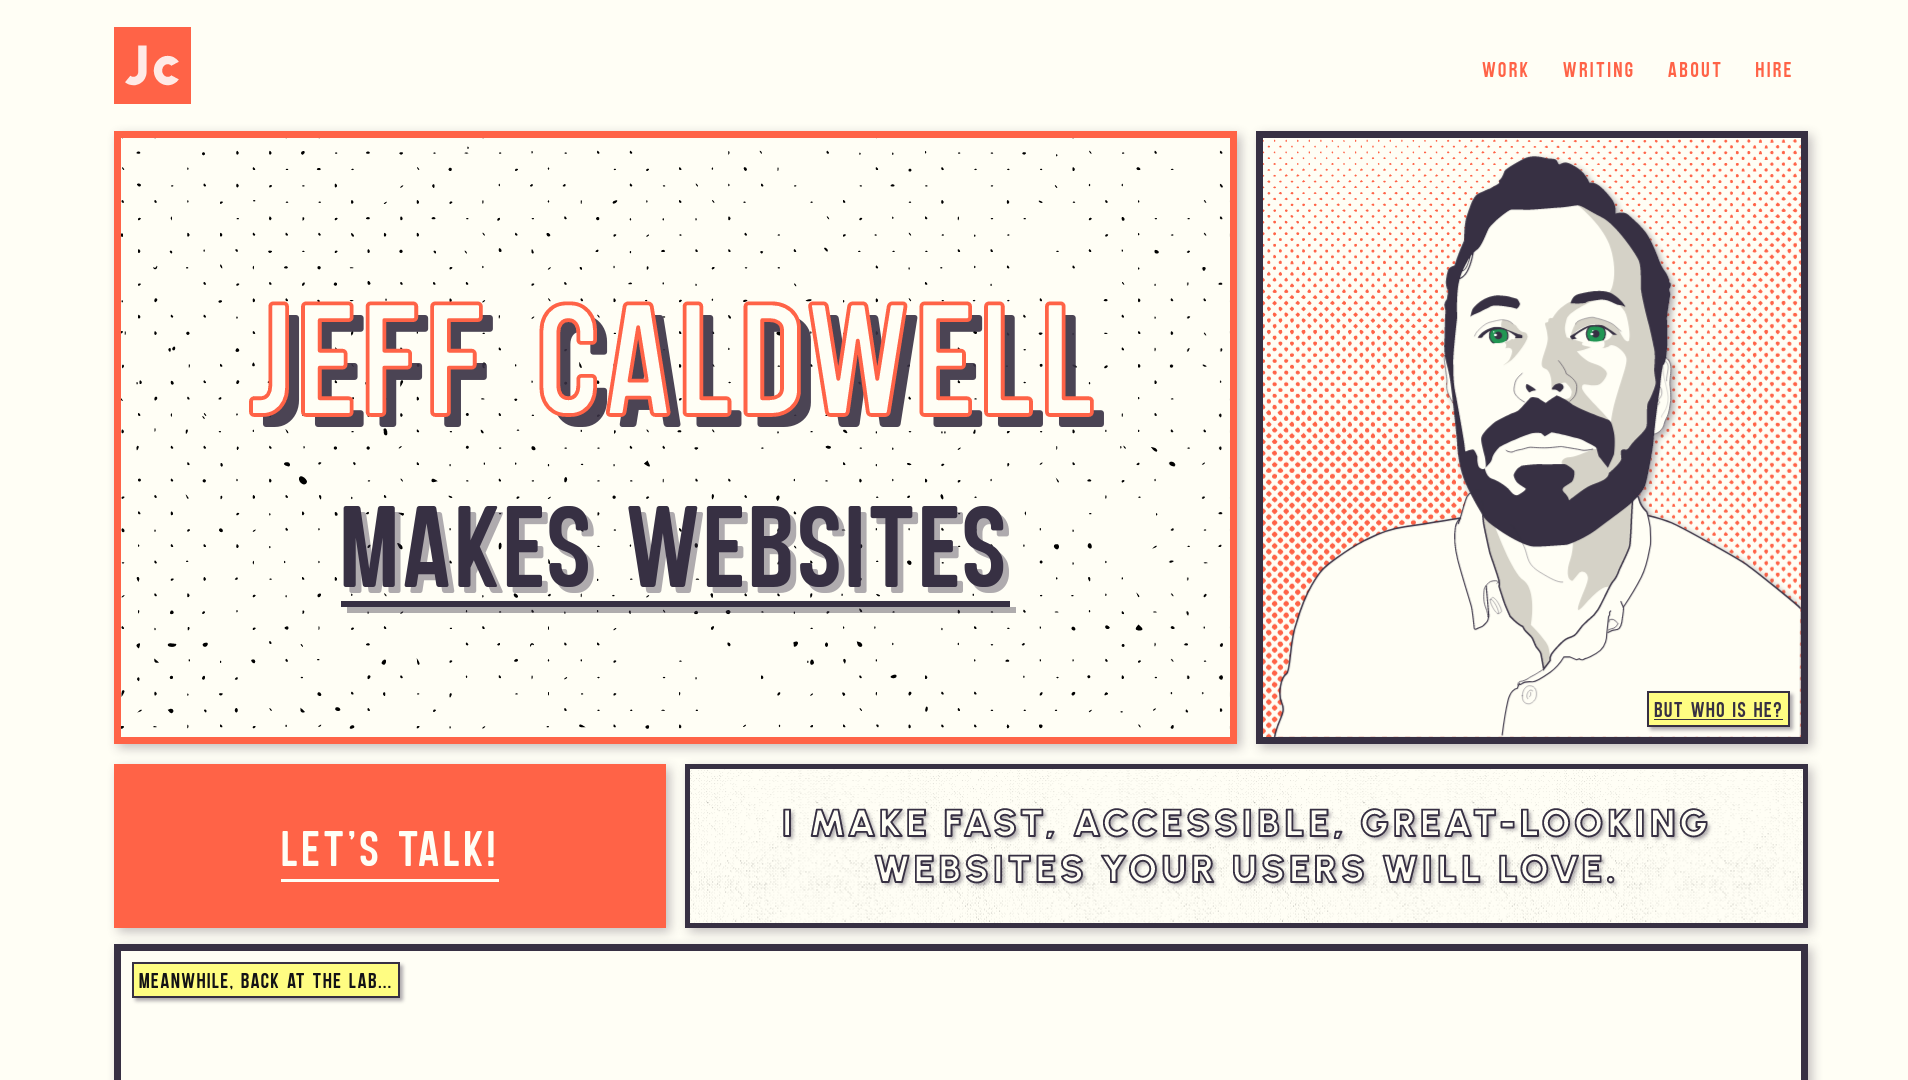 Jc
WORK WRITING ABOUT HIRE
JEFF CALDWELL
MAKES WEBSITES
BUT WHO IS HE?
LET'S TALK!
I MAKE FAST, ACCESSIBLE, GREAT-LOOKING
WEBSITES YOUR USERS WILL LOVE.
MEANWHILE, BACK AT THE LAB...